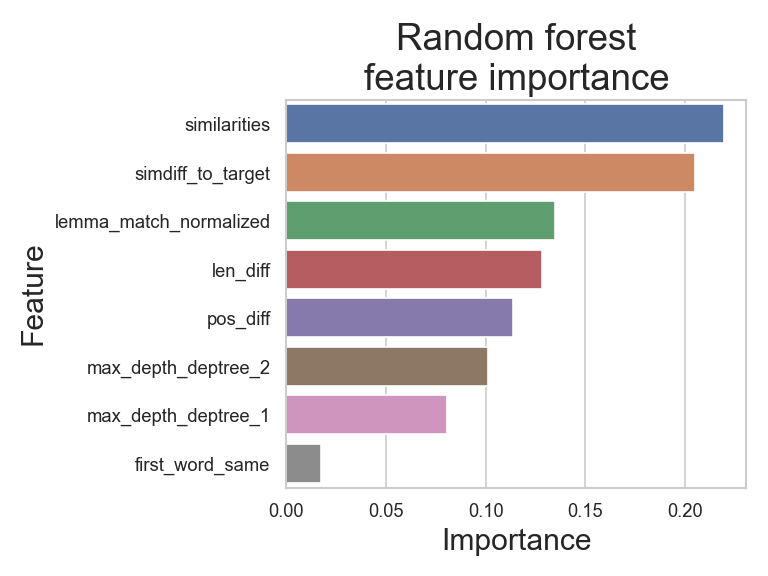 Random forest
feature importance
similarities
simdiff_to_target
lemma_match_normalized
len_diff
pos_diff
max_depth_deptree_2
max_depth_deptree_1
first_word_same
Feature
0.00 0.05 0.10 0.15 0.20
Importance